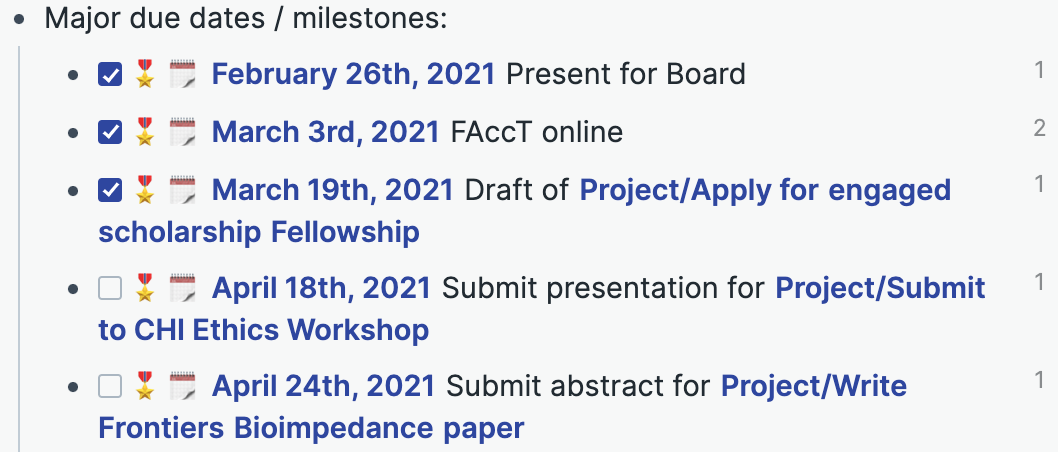 Major due dates / milestones:
February 26th, 2021 Present for Board 1
March 3rd, 2021 FAccT online 2
March 19th, 2021 Draft of Project/Apply for engaged 1
scholarship Fellowship
April 18th, 2021 Submit presentation for Project/Submit 1
to CHI Ethics Workshop
April 24th, 2021 Submit abstract for Project/Write 1
Frontiers Bioimpedance paper